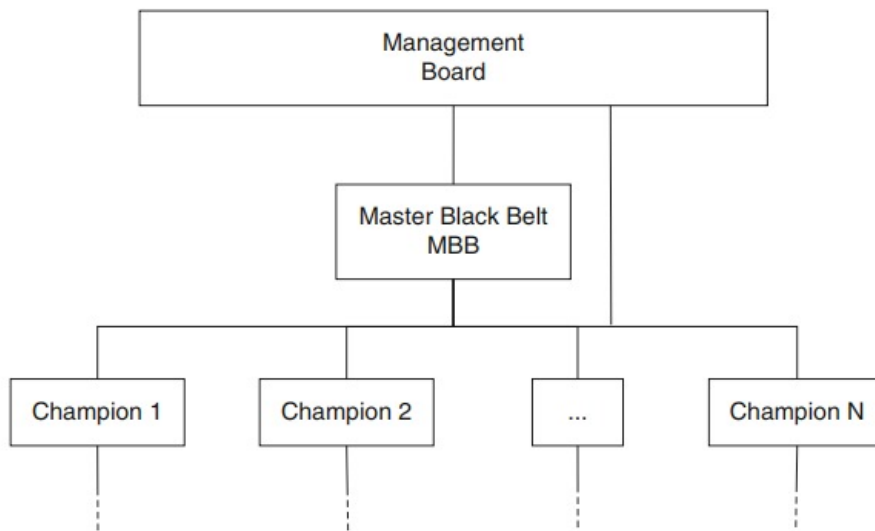 Management
Board
Master Black Belt
MBB
Champion 1
Champion 2
...
Champion N